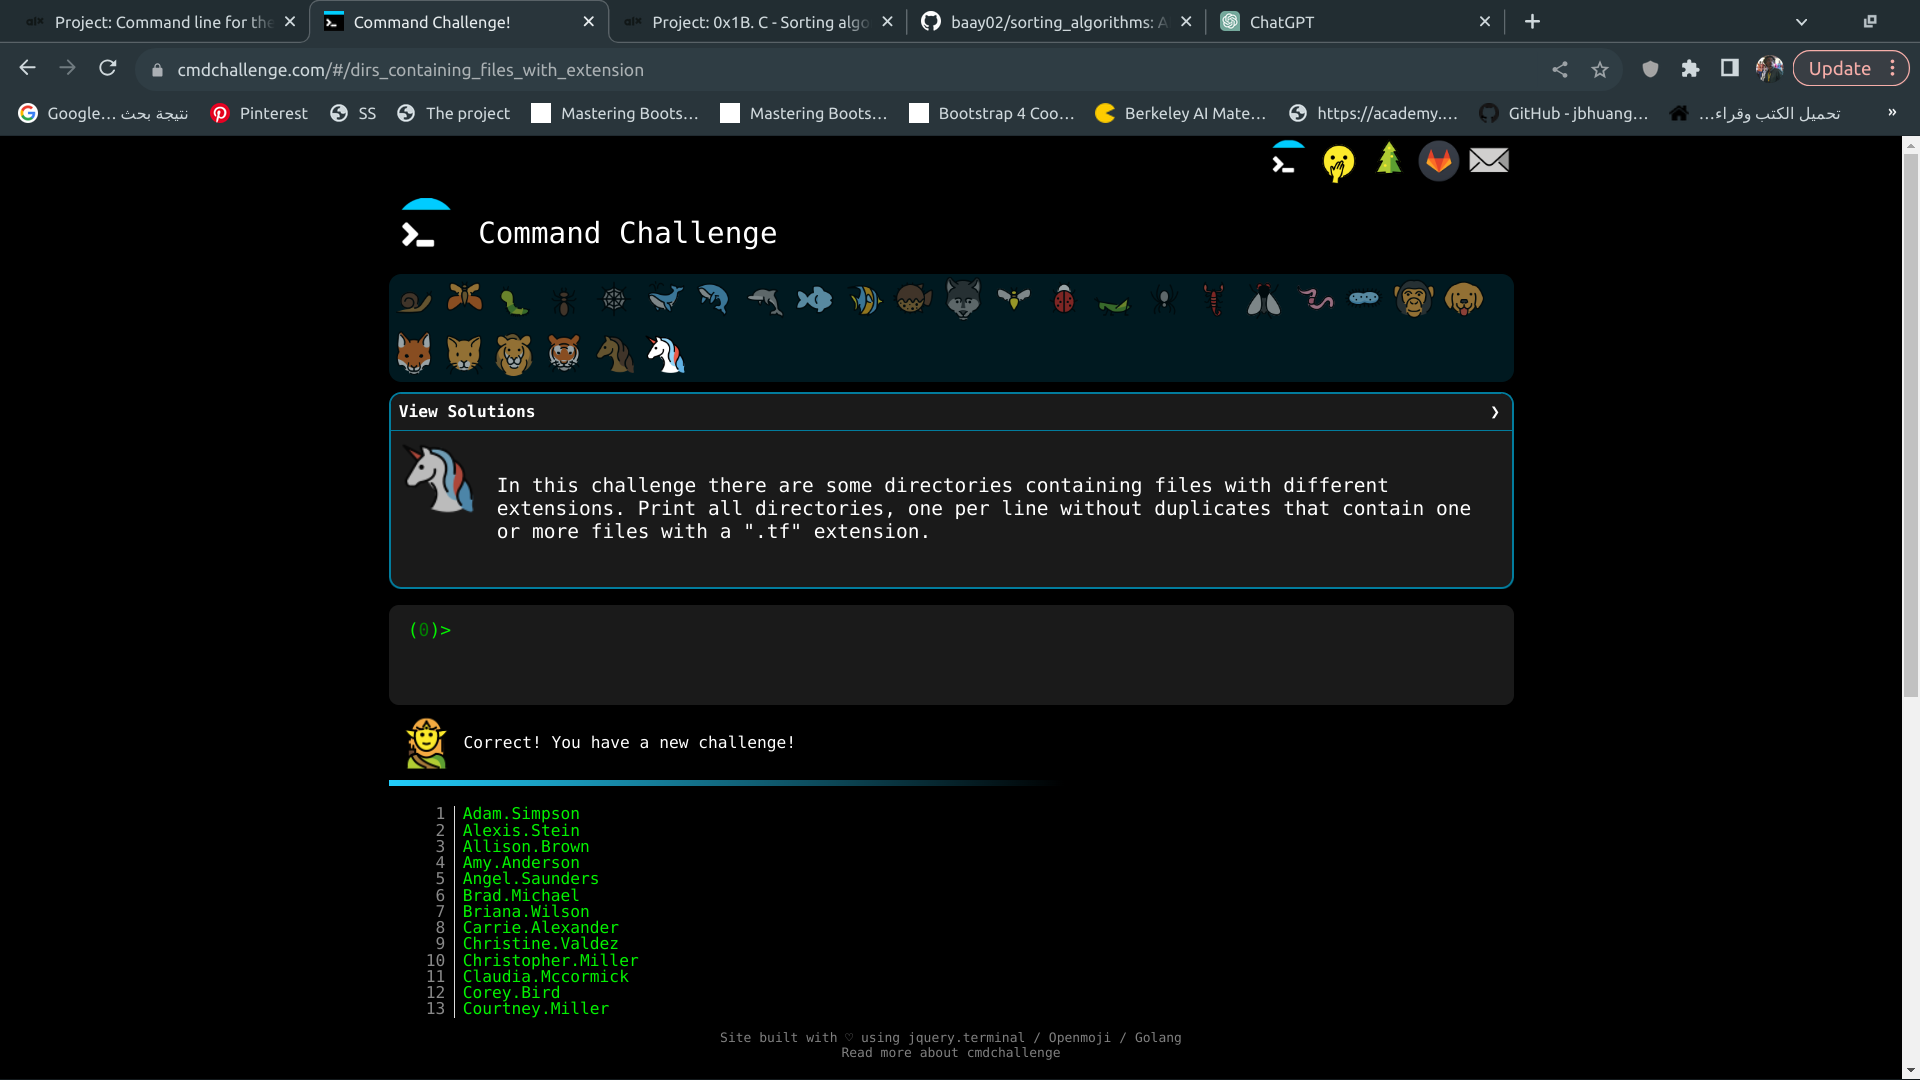 Project: Command line for the
Command Challenge!
Project: 0x1B. C - Sorting algo
baay02/sorting_algorithms: A
ChatGPT
cmdchallenge.com/#/dirs_containing_files_with_extension
Update
Google... نتيجة بحث
Pinterest
SS
The project
Mastering Boots...
Mastering Boots...
Bootstrap 4 Coo...
Berkeley AI Mate...
https://academy....
GitHub - jbhuang...
تحميل الكتب وقراء...
»
Command Challenge
View Solutions
In this challenge there are some directories containing files with different
extensions. Print all directories, one per line without duplicates that contain one
or more files with a ".tf" extension.
(0)>
Correct! You have a new challenge!
1 Adam.Simpson
2 Alexis.Stein
3 Allison.Brown
4 Amy.Anderson
5 Angel.Saunders
6 Brad.Michael
7 Briana.Wilson
8 Carrie.Alexander
9 Christine.Valdez
10 Christopher.Miller
11 Claudia.Mccormick
12 Corey.Bird
13 Courtney.Miller
Site built with ♡ using jquery.terminal / Openmoji / Golang
Read more about cmdchallenge